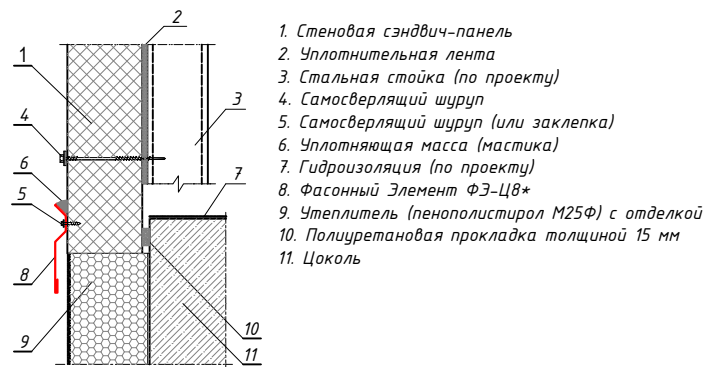 1. Стеновая сэндвич-панель
2. Уплотнительная лента
3. Стальная стойка (по проекту)
4. Самосверлящий шуруп
5. Самосверлящий шуруп (или заклепка)
6. Уплотняющая масса (мастика)
7. Гидроизоляция (по проекту)
8. Фасонный Элемент ФЭ-Ц8*
9. Утеплитель (пенополистирол М25Ф) с отделкой
10. Полиуретановая прокладка толщиной 15 мм
11. Цоколь
2
1
3
4
6
7
5
8
9
10
11